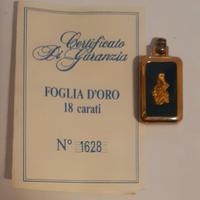 Certificato
Di Garanzia
FOGLIA D'ORO
18 carati
N° 1628